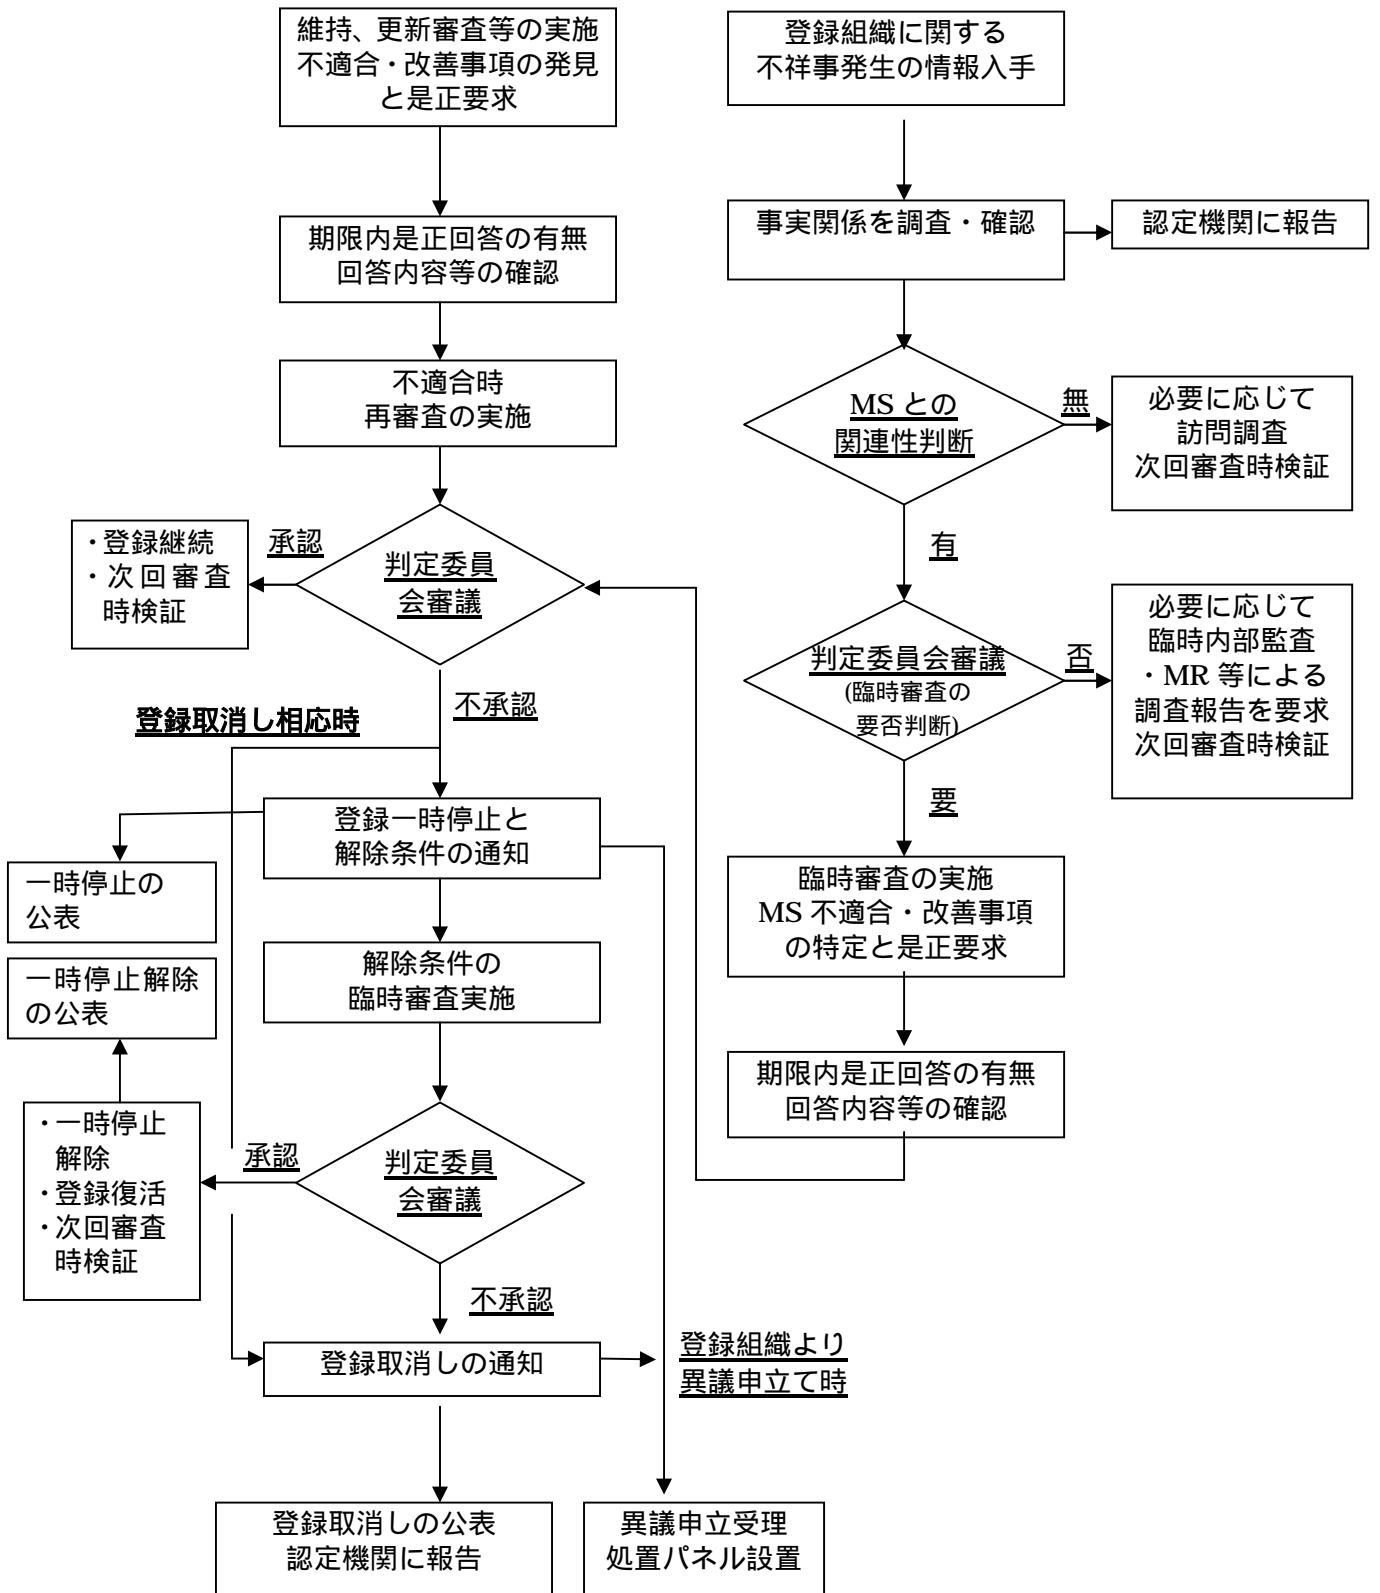 維持、更新審査等の実施
不適合・改善事項の発見
と是正要求
登録組織に関する
不祥事発生の情報入手
期限内是正回答の有無
回答内容等の確認
事実関係を調査・確認
認定機関に報告
不適合時
再審査の実施
MS との
関連性判断
無
必要に応じて
訪問調査
次回審査時検証
有
・登録継続
・次回審査
時検証
承認
判定委員
会審議
不承認
登録取消し相応時
判定委員会審議
(臨時審査の
要否判断)
否
必要に応じて
臨時内部監査
・MR 等による
調査報告を要求
次回審査時検証
要
登録一時停止と
解除条件の通知
一時停止の
公表
臨時審査の実施
MS 不適合・改善事項
の特定と是正要求
一時停止解除
の公表
解除条件の
臨時審査実施
期限内是正回答の有無
回答内容等の確認
・一時停止
解除
・登録復活
・次回審査
時検証
承認
判定委員
会審議
不承認
登録取消しの通知
登録組織より
異議申立て時
登録取消しの公表
認定機関に報告
異議申立受理
処置パネル設置